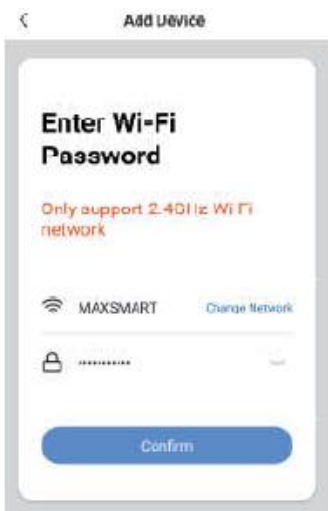 Add Device
Enter Wi-Fi
Password
Only support 2.4GHz Wi-Fi
network
MAXSMART Change Network
Confirm